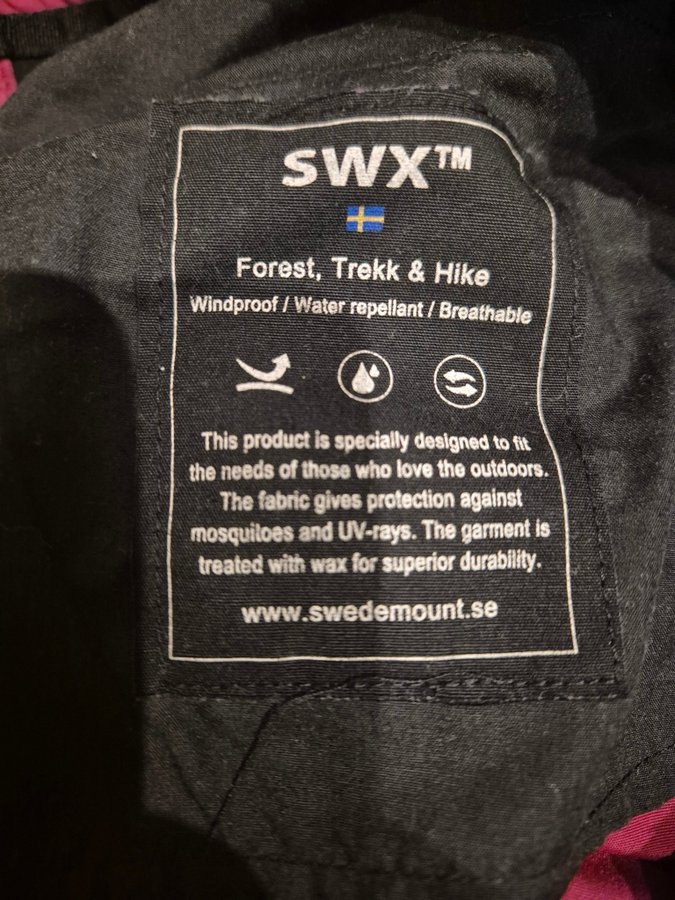 SWX™
Forest, Trekk & Hike
Windproof / Water repellant / Breathable
This product is specially designed to fit
the needs of those who love the outdoors.
The fabric gives protection against
mosquitoes and UV-rays. The garment is
treated with wax for superior durability.
www.swedemount.se